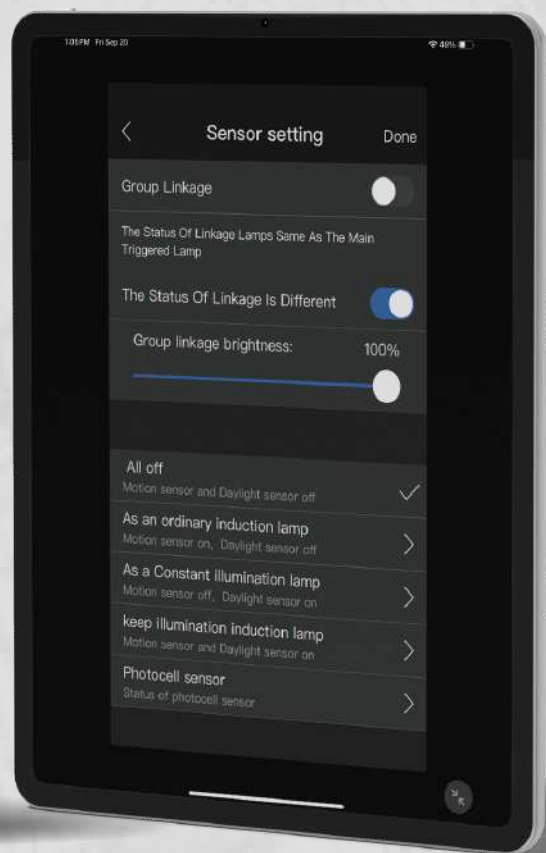 1:05 PM Fri Sep 20
48%
Sensor setting Done
Group Linkage
The Status Of Linkage Lamps Same As The Main
Triggered Lamp
The Status Of Linkage Is Different
Group linkage brightness: 100%
All off
Motion sensor and Daylight sensor off
As an ordinary induction lamp
Motion sensor on, Daylight sensor off
As a Constant illumination lamp
Motion sensor off, Daylight sensor on
keep illumination induction lamp
Motion sensor and Daylight sensor on
Photocell sensor
Status of photocell sensor